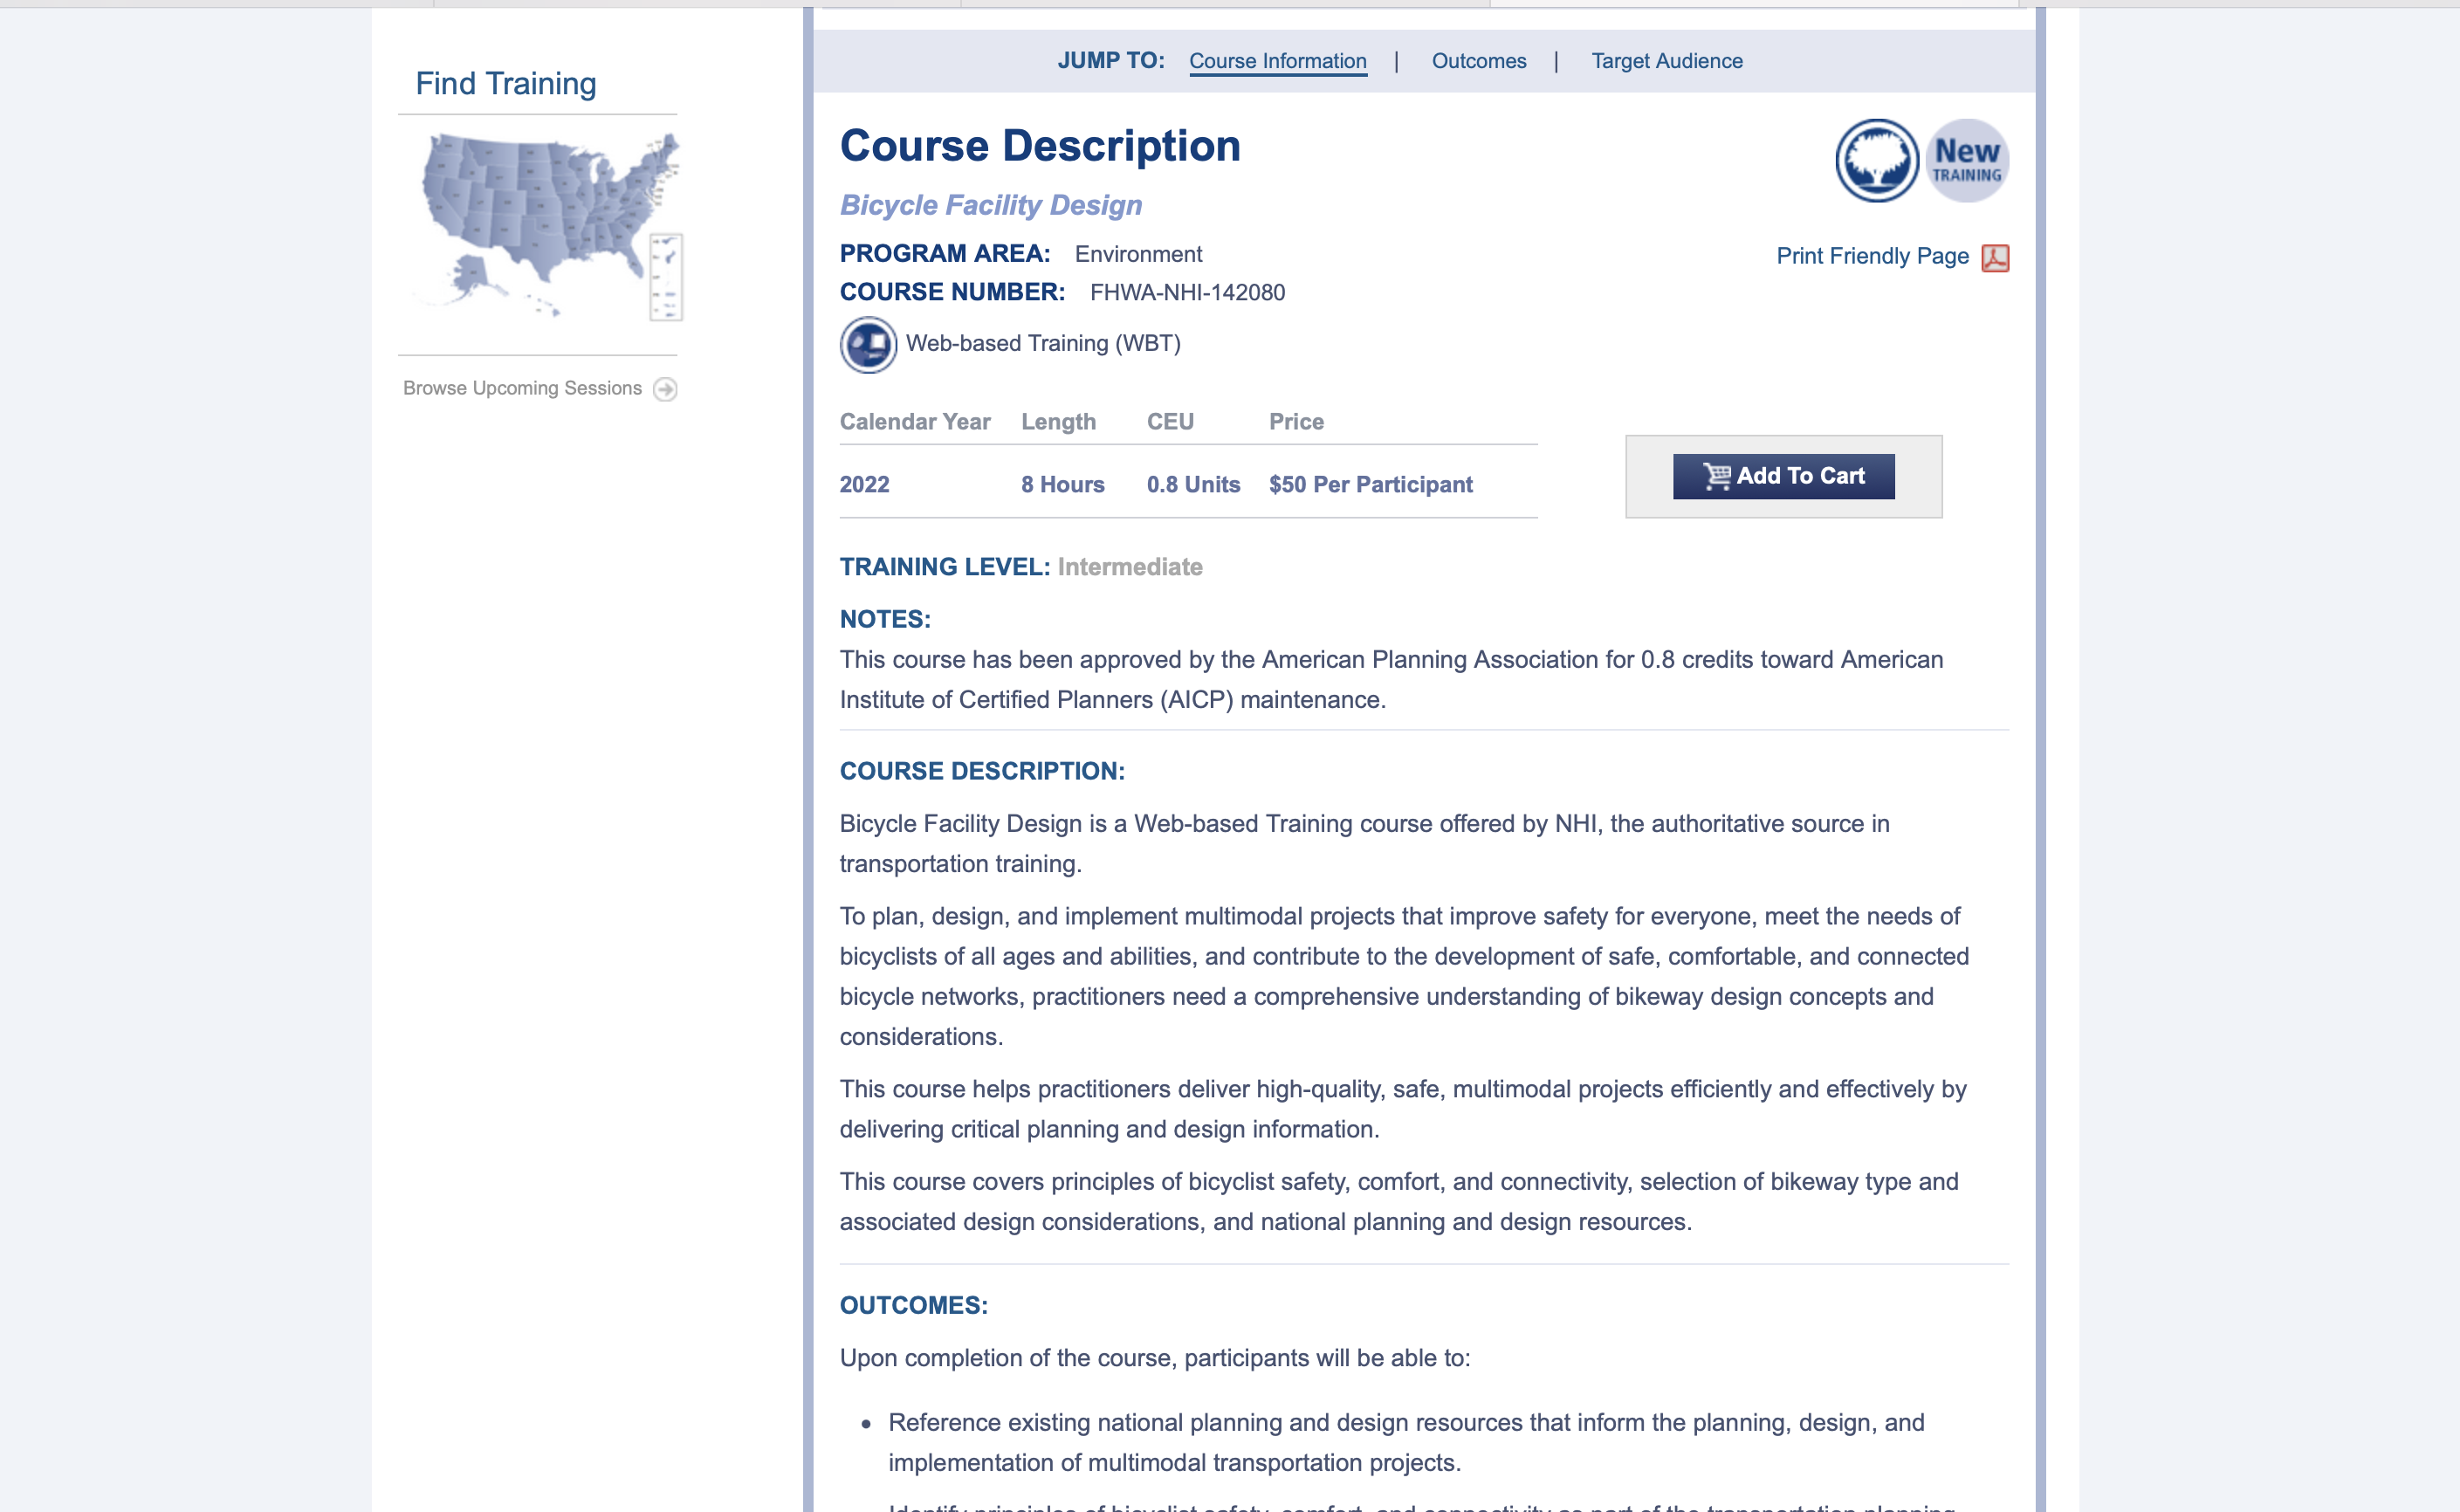 Find Training
Browse Upcoming Sessions
JUMP TO: Course Information | Outcomes | Target Audience
Course Description
New
TRAINING
Bicycle Facility Design
PROGRAM AREA: Environment
Print Friendly Page
COURSE NUMBER: FHWA-NHI-142080
Web-based Training (WBT)
Calendar Year Length CEU Price
2022 8 Hours 0.8 Units $50 Per Participant
Add To Cart
TRAINING LEVEL: Intermediate
NOTES:
This course has been approved by the American Planning Association for 0.8 credits toward American
Institute of Certified Planners (AICP) maintenance.
COURSE DESCRIPTION:
Bicycle Facility Design is a Web-based Training course offered by NHI, the authoritative source in
transportation training.
To plan, design, and implement multimodal projects that improve safety for everyone, meet the needs of
bicyclists of all ages and abilities, and contribute to the development of safe, comfortable, and connected
bicycle networks, practitioners need a comprehensive understanding of bikeway design concepts and
considerations.
This course helps practitioners deliver high-quality, safe, multimodal projects efficiently and effectively by
delivering critical planning and design information.
This course covers principles of bicyclist safety, comfort, and connectivity, selection of bikeway type and
associated design considerations, and national planning and design resources.
OUTCOMES:
Upon completion of the course, participants will be able to:
• Reference existing national planning and design resources that inform the planning, design, and
implementation of multimodal transportation projects.